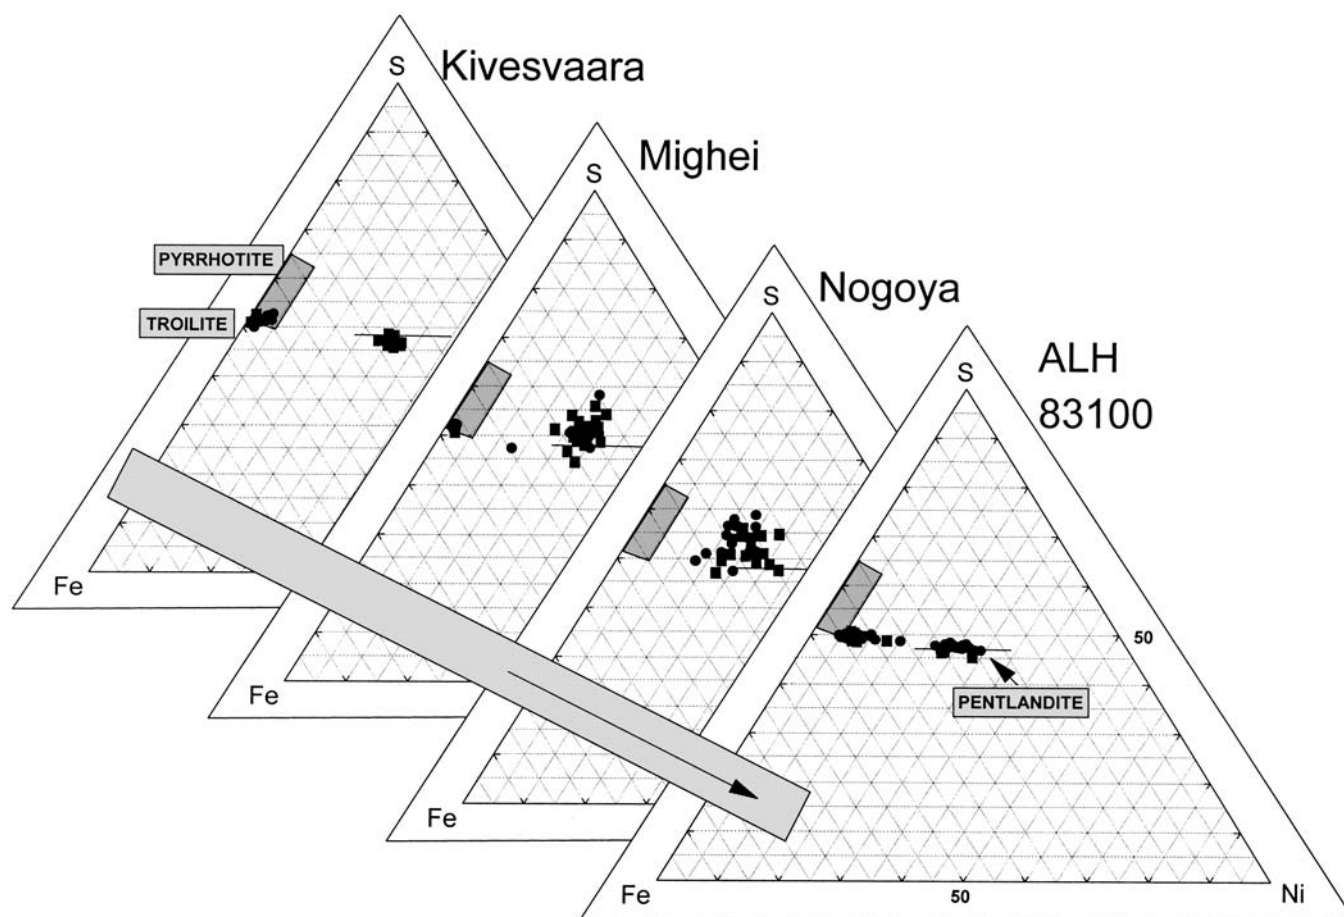 S
Kivesvaara
PYRRHOTITE
TROILITE
Fe
S
Mighei
Fe
S
Nogoya
Fe
S
ALH
83100
50
PENTLANDITE
Fe
50
Ni